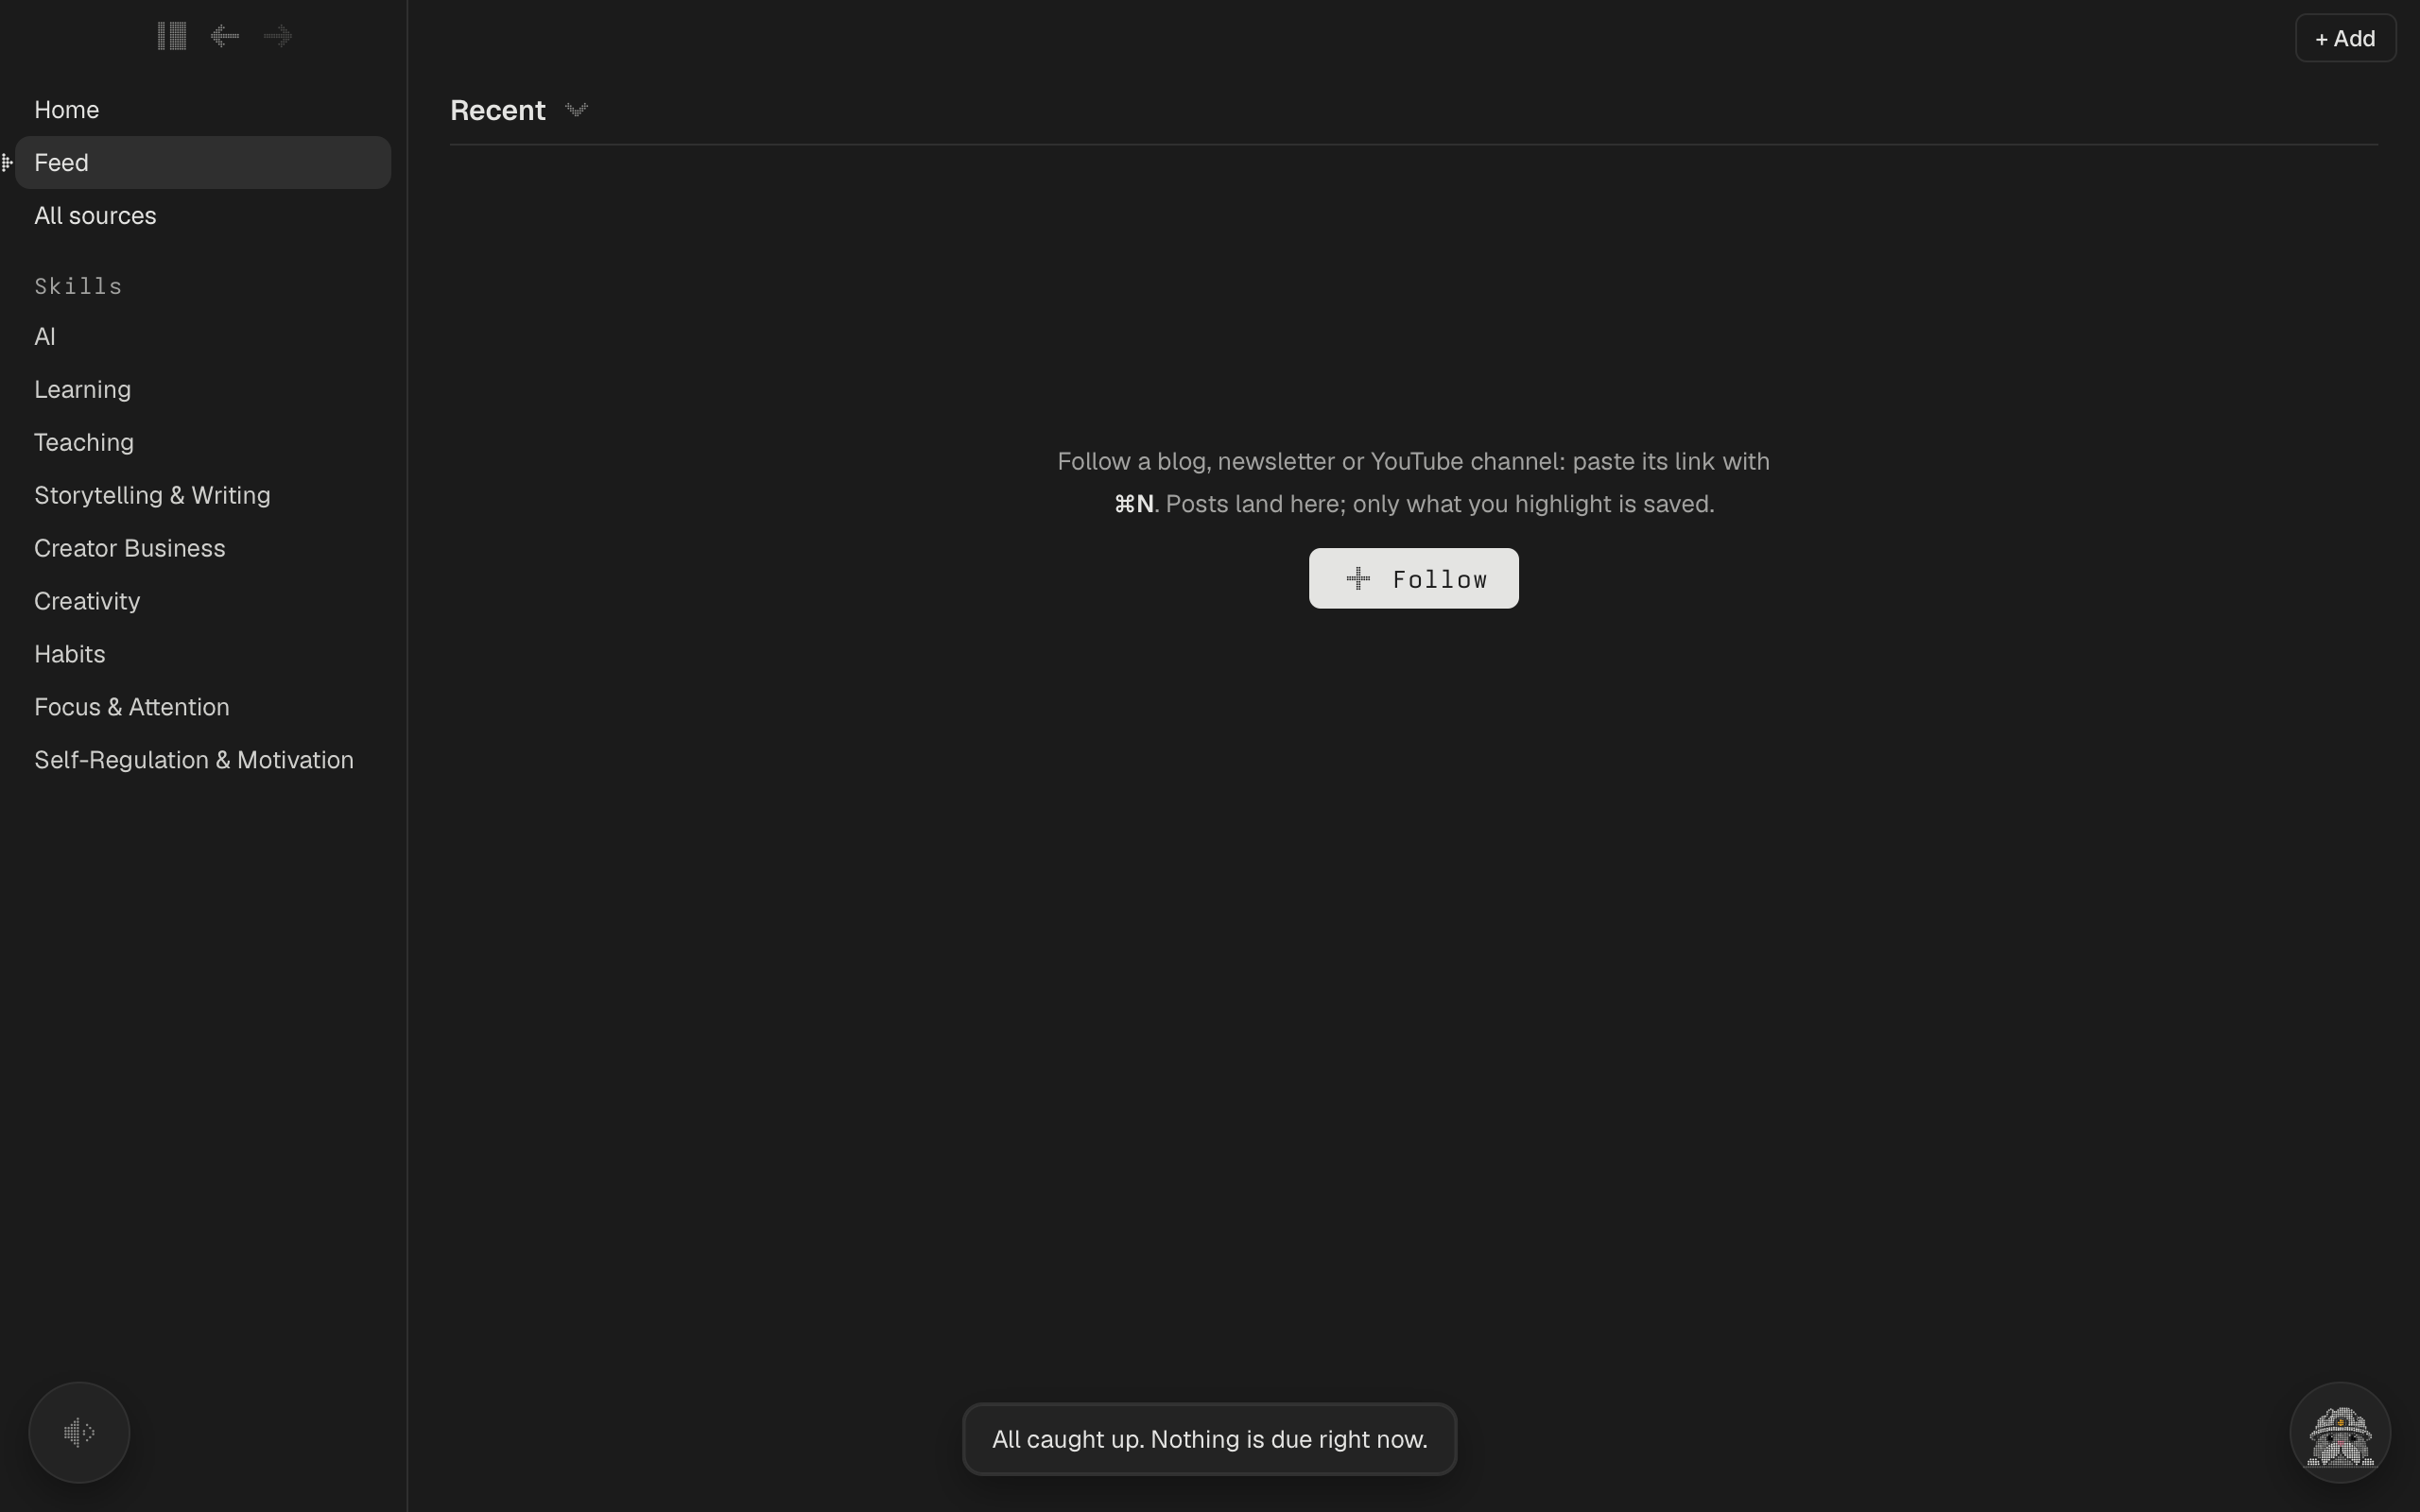 + Add
Home
Feed
All sources
Skills
AI
Learning
Teaching
Storytelling & Writing
Creator Business
Creativity
Habits
Focus & Attention
Self-Regulation & Motivation
Recent
Follow a blog, newsletter or YouTube channel: paste its link with
⌘N. Posts land here; only what you highlight is saved.
Follow
All caught up. Nothing is due right now.